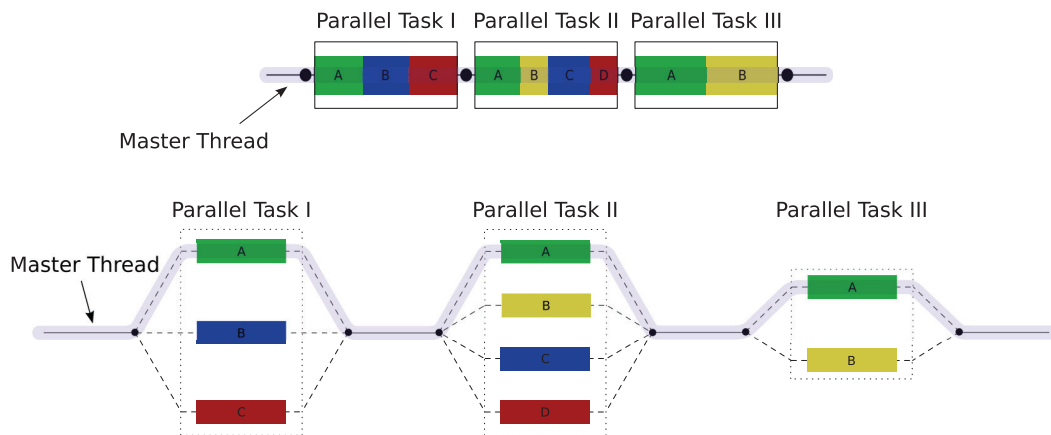 Parallel Task I Parallel Task II Parallel Task III
A B C A B C D A B
Master Thread
Parallel Task I Parallel Task II Parallel Task III
A A
Master Thread
A
B
B
C
B
C D